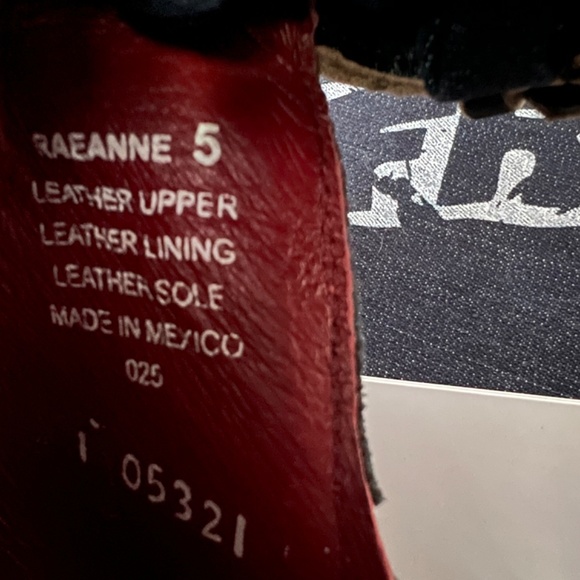 RAEANNE 5
LEATHER UPPER
LEATHER LINING
LEATHER SOLE
MADE IN MEXICO
025
05321